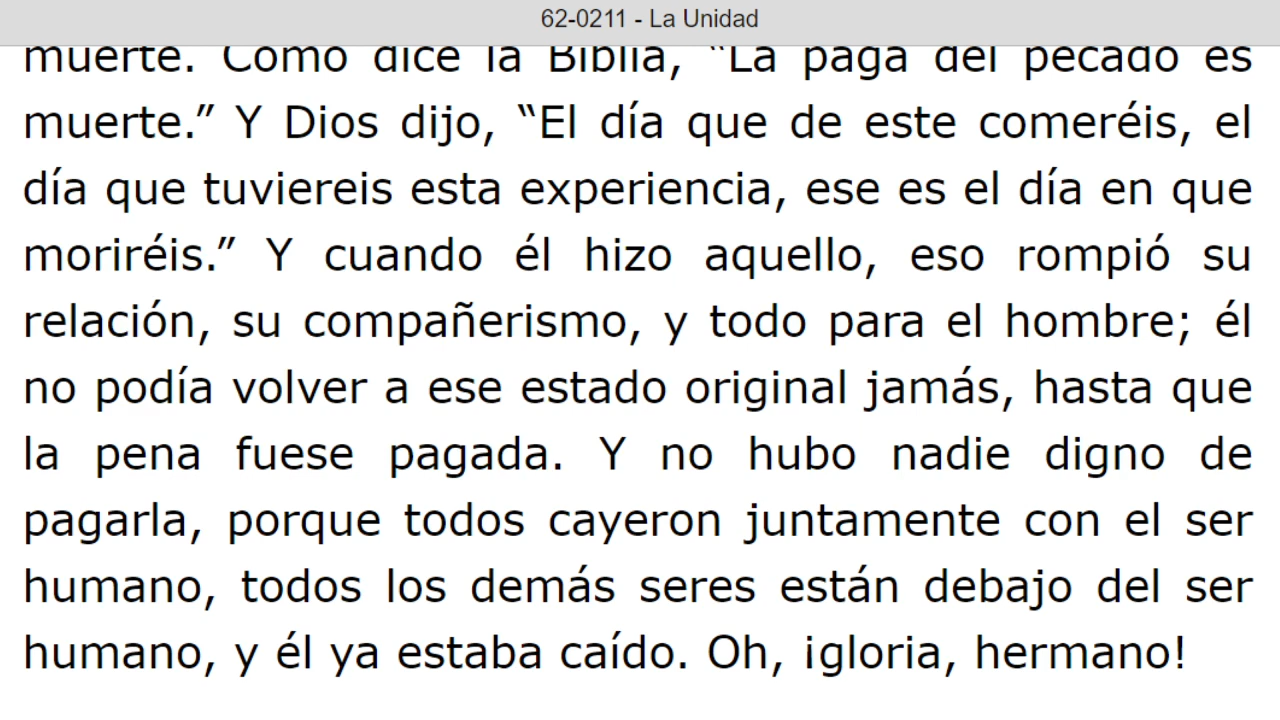 62-0211 - La Unidad
muerte. Como dice la Biblia, “La paga del pecado es
muerte.” Y Dios dijo, “El día que de este comeréis, el
día que tuviereis esta experiencia, ese es el día en que
moriréis.” Y cuando él hizo aquello, eso rompió su
relación, su compañerismo, y todo para el hombre; él
no podía volver a ese estado original jamás, hasta que
la pena fuese pagada. Y no hubo nadie digno de
pagarla, porque todos cayeron juntamente con el ser
humano, todos los demás seres están debajo del ser
humano, y él ya estaba caído. Oh, ¡gloria, hermano!